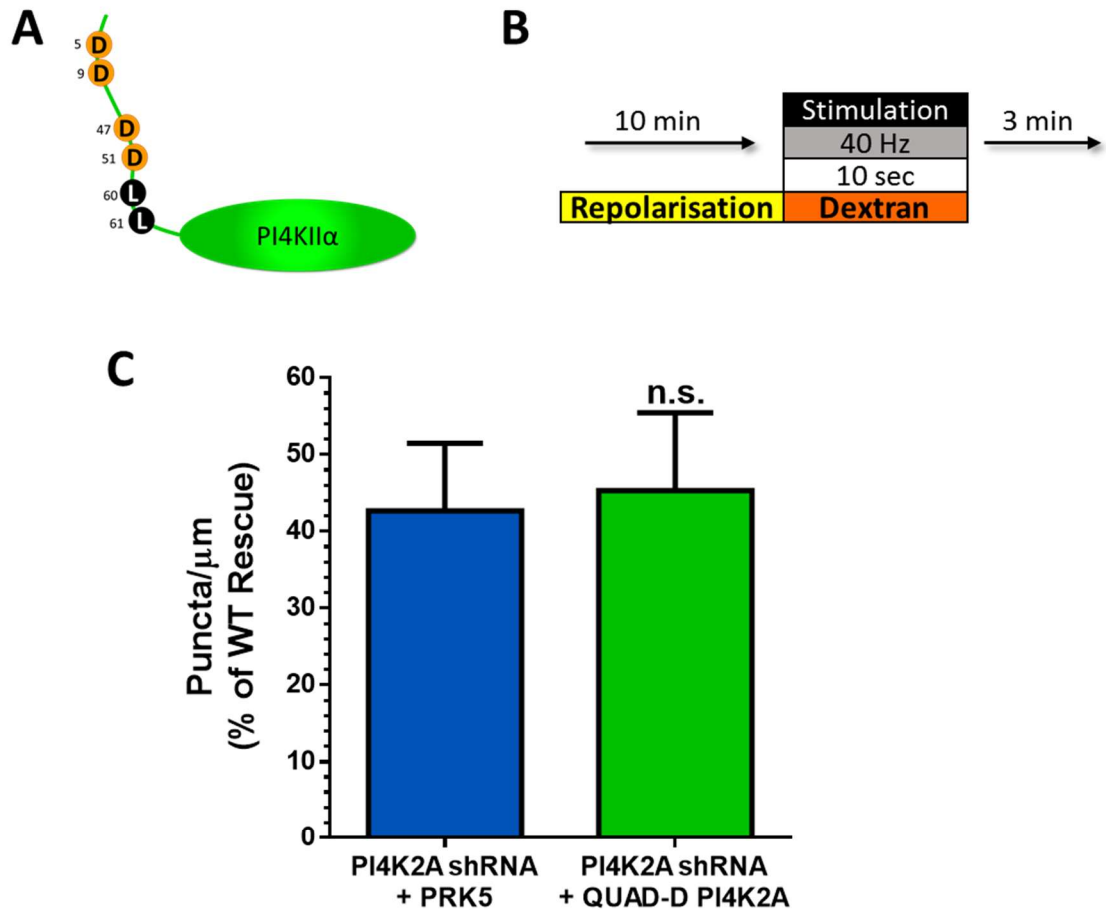 A
5 D
9 D
47 D
51 D
60 L
61 L
PI4KIIα
B
10 min
Stimulation
40 Hz
10 sec
Repolarisation
Dextran
3 min
C
Puncta/μm
(% of WT Rescue)
60
50
40
30
20
10
0
n.s.
PI4K2A shRNA
+ PRK5
PI4K2A shRNA
+ QUAD-D PI4K2A